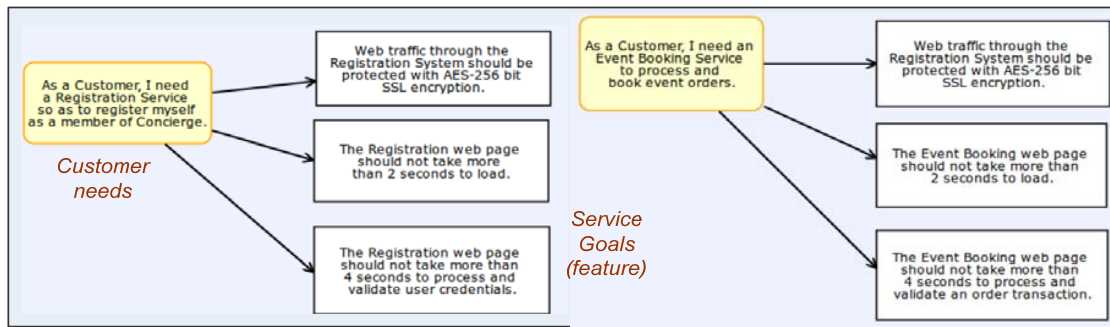 As a Customer, I need
a Registration Service
so as to register myself
as a member of Concierge.
Customer
needs
Web traffic through the
Registration System should be
protected with AES-256 bit
SSL encryption.
The Registration web page
should not take more
than 2 seconds to load.
The Registration web page
should not take more than
4 seconds to process and
validate user credentials.
As a Customer, I need an
Event Booking Service
to process and
book event orders.
Service
Goals
(feature)
Web traffic through the
Registration System should be
protected with AES-256 bit
SSL encryption.
The Event Booking web page
should not take more than
2 seconds to load.
The Event Booking web page
should not take more than
4 seconds to process and
validate an order transaction.